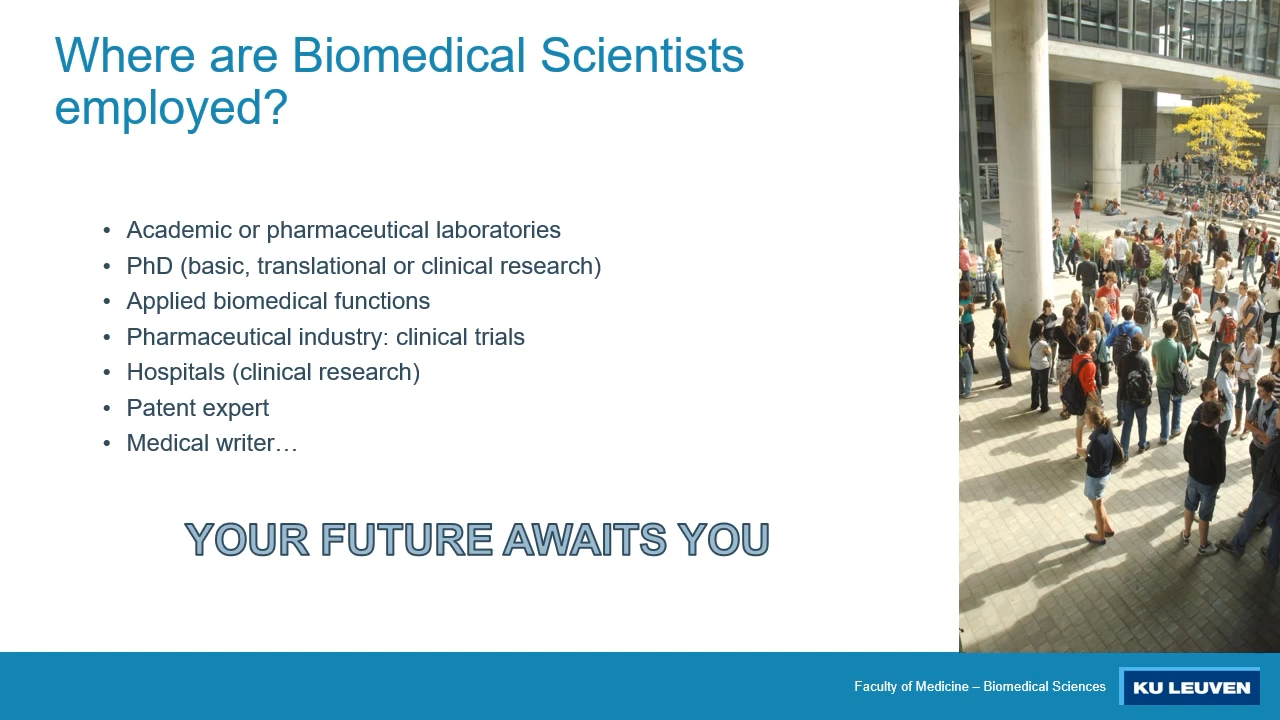 Where are Biomedical Scientists
employed?
• Academic or pharmaceutical laboratories
• PhD (basic, translational or clinical research)
• Applied biomedical functions
• Pharmaceutical industry: clinical trials
• Hospitals (clinical research)
• Patent expert
• Medical writer…
YOUR FUTURE AWAITS YOU
Faculty of Medicine – Biomedical Sciences
KU LEUVEN